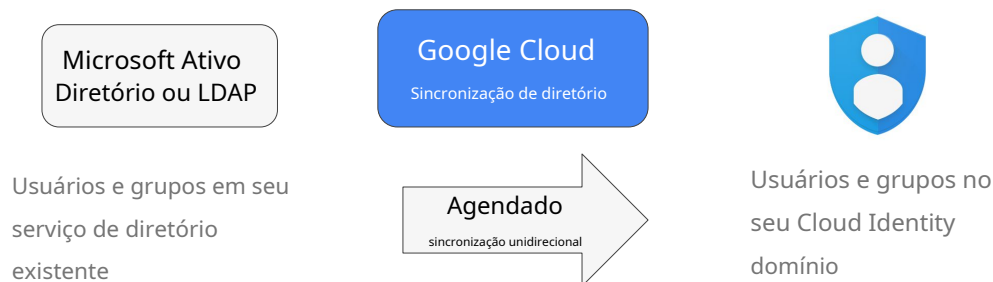 Microsoft Ativo
Diretório ou LDAP
Google Cloud
Sincronização de diretório
Usuários e grupos em seu
serviço de diretório
existente
Agendado
sincronização unidirecional
Usuários e grupos no
seu Cloud Identity
domínio